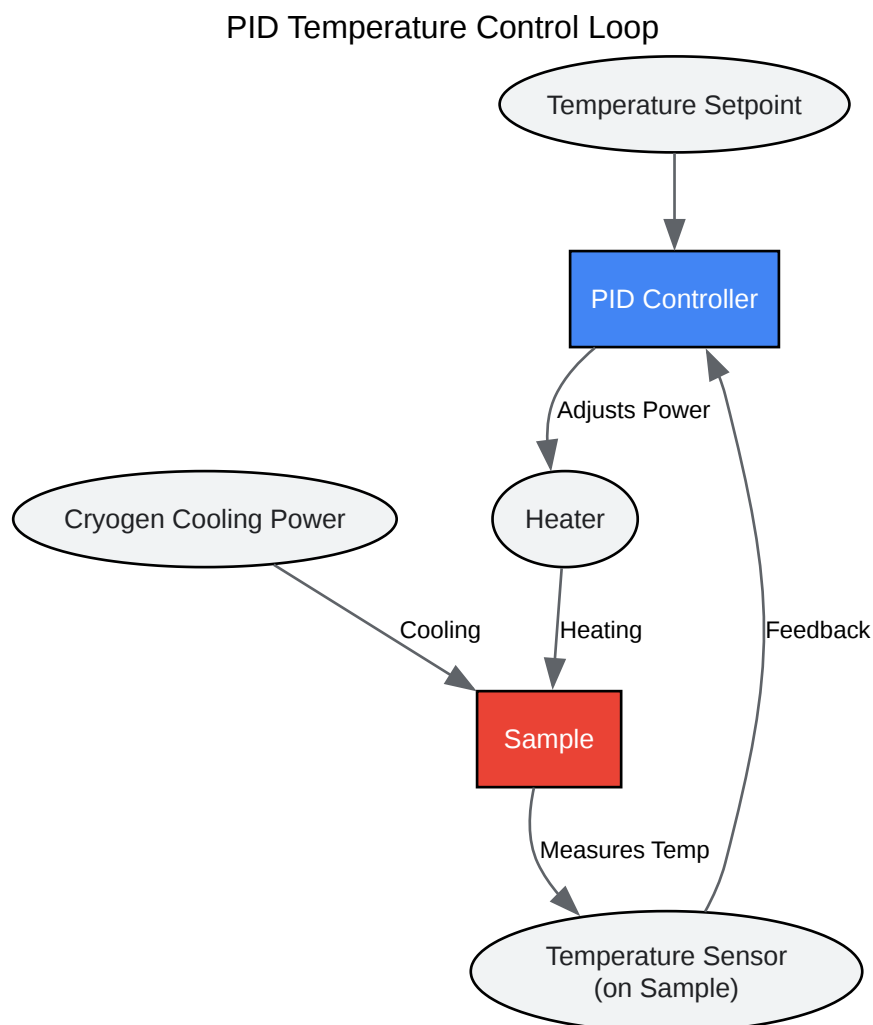 PID Temperature Control Loop
Temperature Setpoint
PID Controller
Adjusts Power
Cryogen Cooling Power
Heater
Cooling
Heating
Feedback
Sample
Measures Temp
Temperature Sensor
(on Sample)